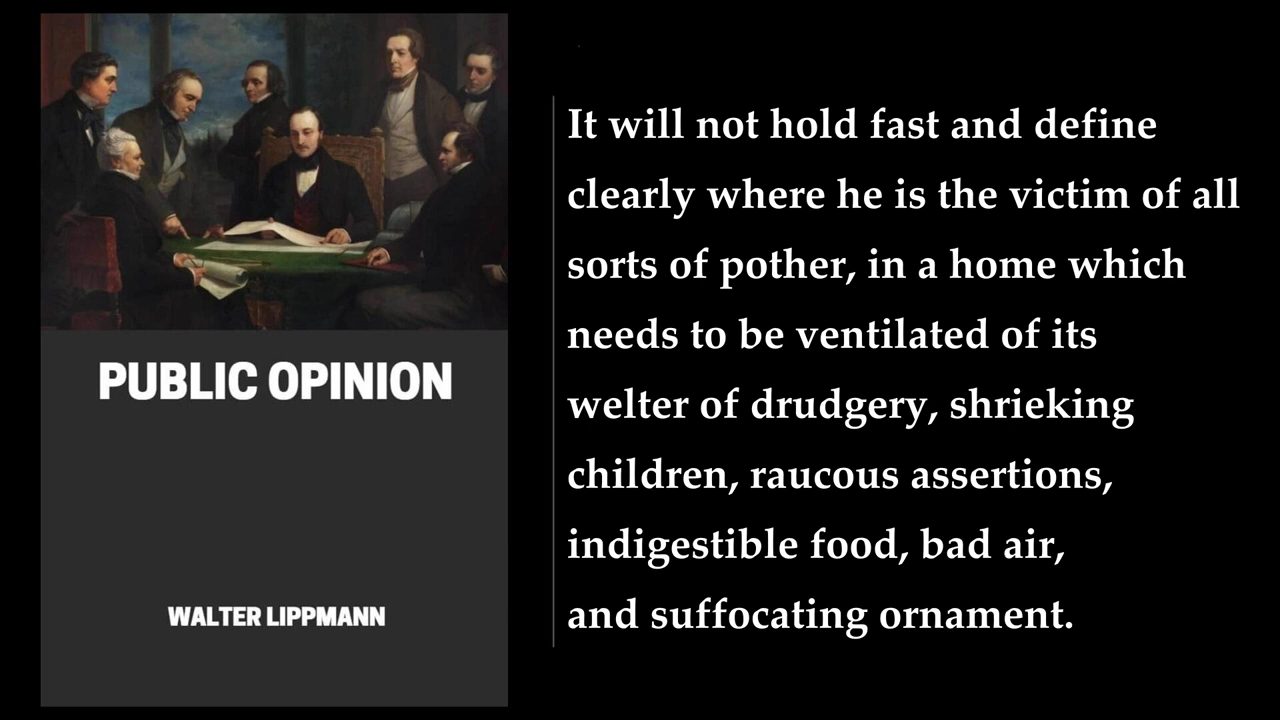 PUBLIC OPINION
WALTER LIPPMANN
It will not hold fast and define
clearly where he is the victim of all
sorts of pother, in a home which
needs to be ventilated of its
welter of drudgery, shrieking
children, raucous assertions,
indigestible food, bad air,
and suffocating ornament.